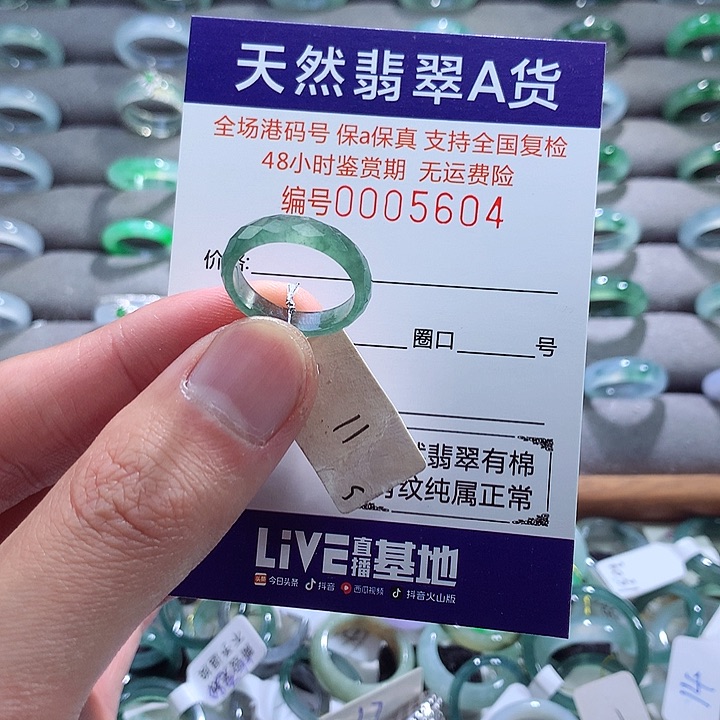 天然翡翠A货
全场港码号 保a保真 支持全国复检
48小时鉴赏期 无运费险
编号0005604
圈口 号
翡翠有棉
纹纯属正常
LiVE直播基地
今日头条 抖音 西瓜视频 抖音火山版
11
14